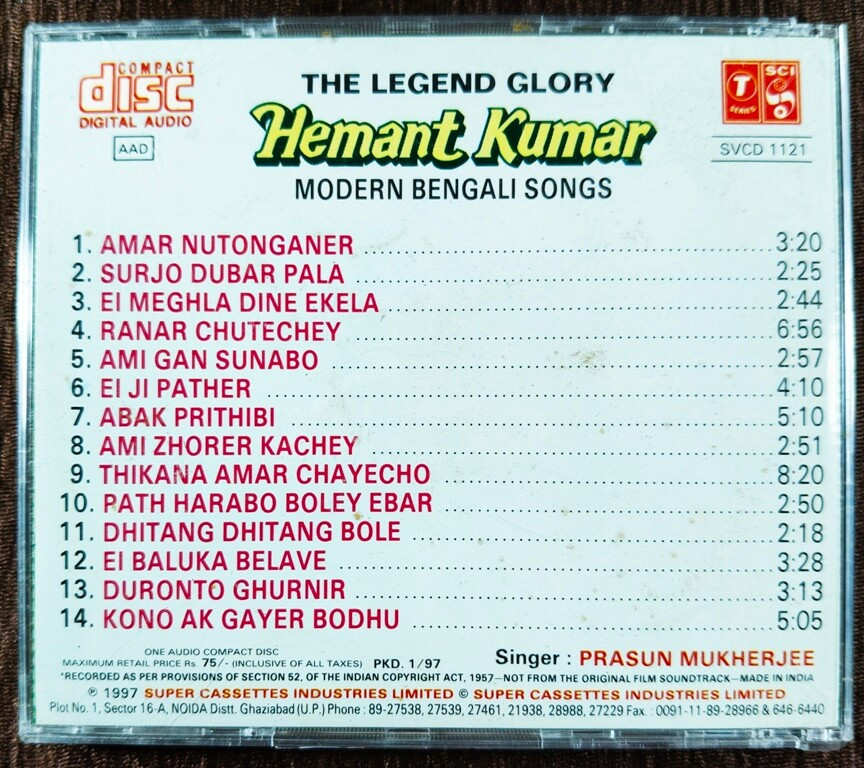 COMPACT
disc
DIGITAL AUDIO
AAD
THE LEGEND GLORY
Hemant Kumar
MODERN BENGALI SONGS
T
SERIES
SCI
SVCD 1121
1. AMAR NUTONGANER 3:20
2. SURJO DUBAR PALA 2:25
3. EI MEGHLA DINE EKELA 2:44
4. RANAR CHUTECHEY 6:56
5. AMI GAN SUNABO 2:57
6. EI JI PATHER 4:10
7. ABAK PRITHIBI 5:10
8. AMI ZHORER KACHEY 2:51
9. THIKANA AMAR CHAYECHO 8:20
10. PATH HARABO BOLEY EBAR 2:50
11. DHITANG DHITANG BOLE 2:18
12. EI BALUKA BELAVE 3:28
13. DURONTO GHURNIR 3:13
14. KONO AK GAYER BODHU 5:05
ONE AUDIO COMPACT DISC
MAXIMUM RETAIL PRICE Rs. 75/- (INCLUSIVE OF ALL TAXES) PKD. 1/97
Singer : PRASUN MUKHERJEE
*RECORDED AS PER PROVISIONS OF SECTION 52, OF THE INDIAN COPYRIGHT ACT, 1957—NOT FROM THE ORIGINAL FILM SOUNDTRACK—MADE IN INDIA
℗ 1997 SUPER CASSETTES INDUSTRIES LIMITED © SUPER CASSETTES INDUSTRIES LIMITED
Plot No. 1, Sector 16-A, NOIDA Distt. Ghaziabad (U.P.) Phone : 89-27538, 27539, 27461, 21938, 28988, 27229 Fax. : 0091-11-89-28966 & 646-6440